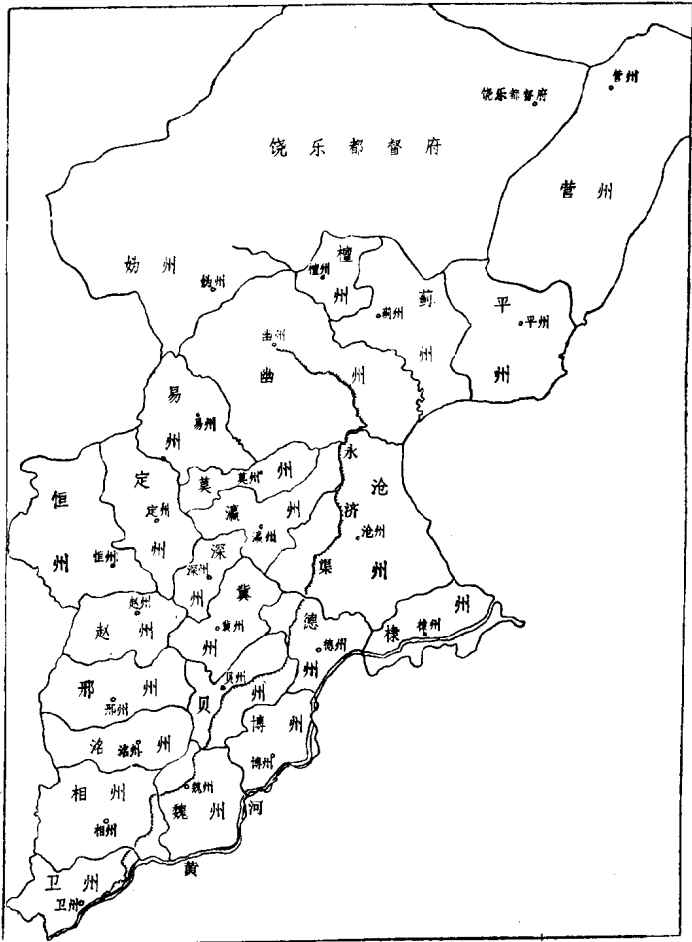 营州
饶乐都督府
饶乐都督府
营州
妫州
妫州
檀州
檀州
蓟州
蓟州
平州
平州
幽州
幽州
易州
易州
恒州
恒州
定州
定州
莫州
莫州
瀛州
瀛州
永济渠
沧州
沧州
深州
深州
冀州
冀州
赵州
赵州
德州
德州
棣州
棣州
邢州
邢州
贝州
贝州
博州
博州
洺州
洺州
相州
相州
魏州
魏州
黄河
卫州
卫州